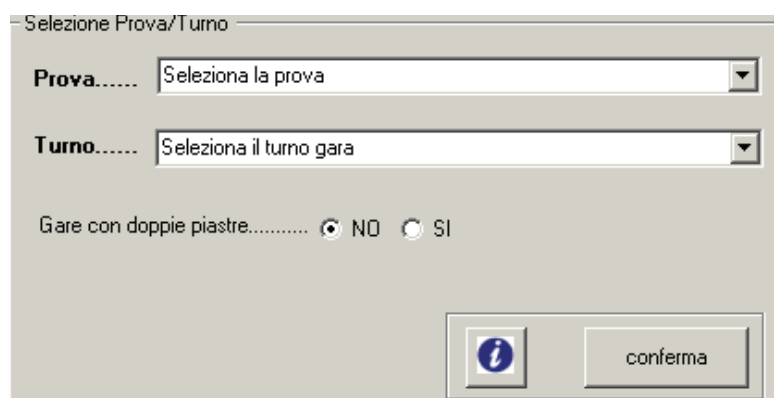 Selezione Prova/Turno
Prova...... Seleziona la prova
Turno...... Seleziona il turno gara
Gare con doppie piastre........... NO SI
i conferma